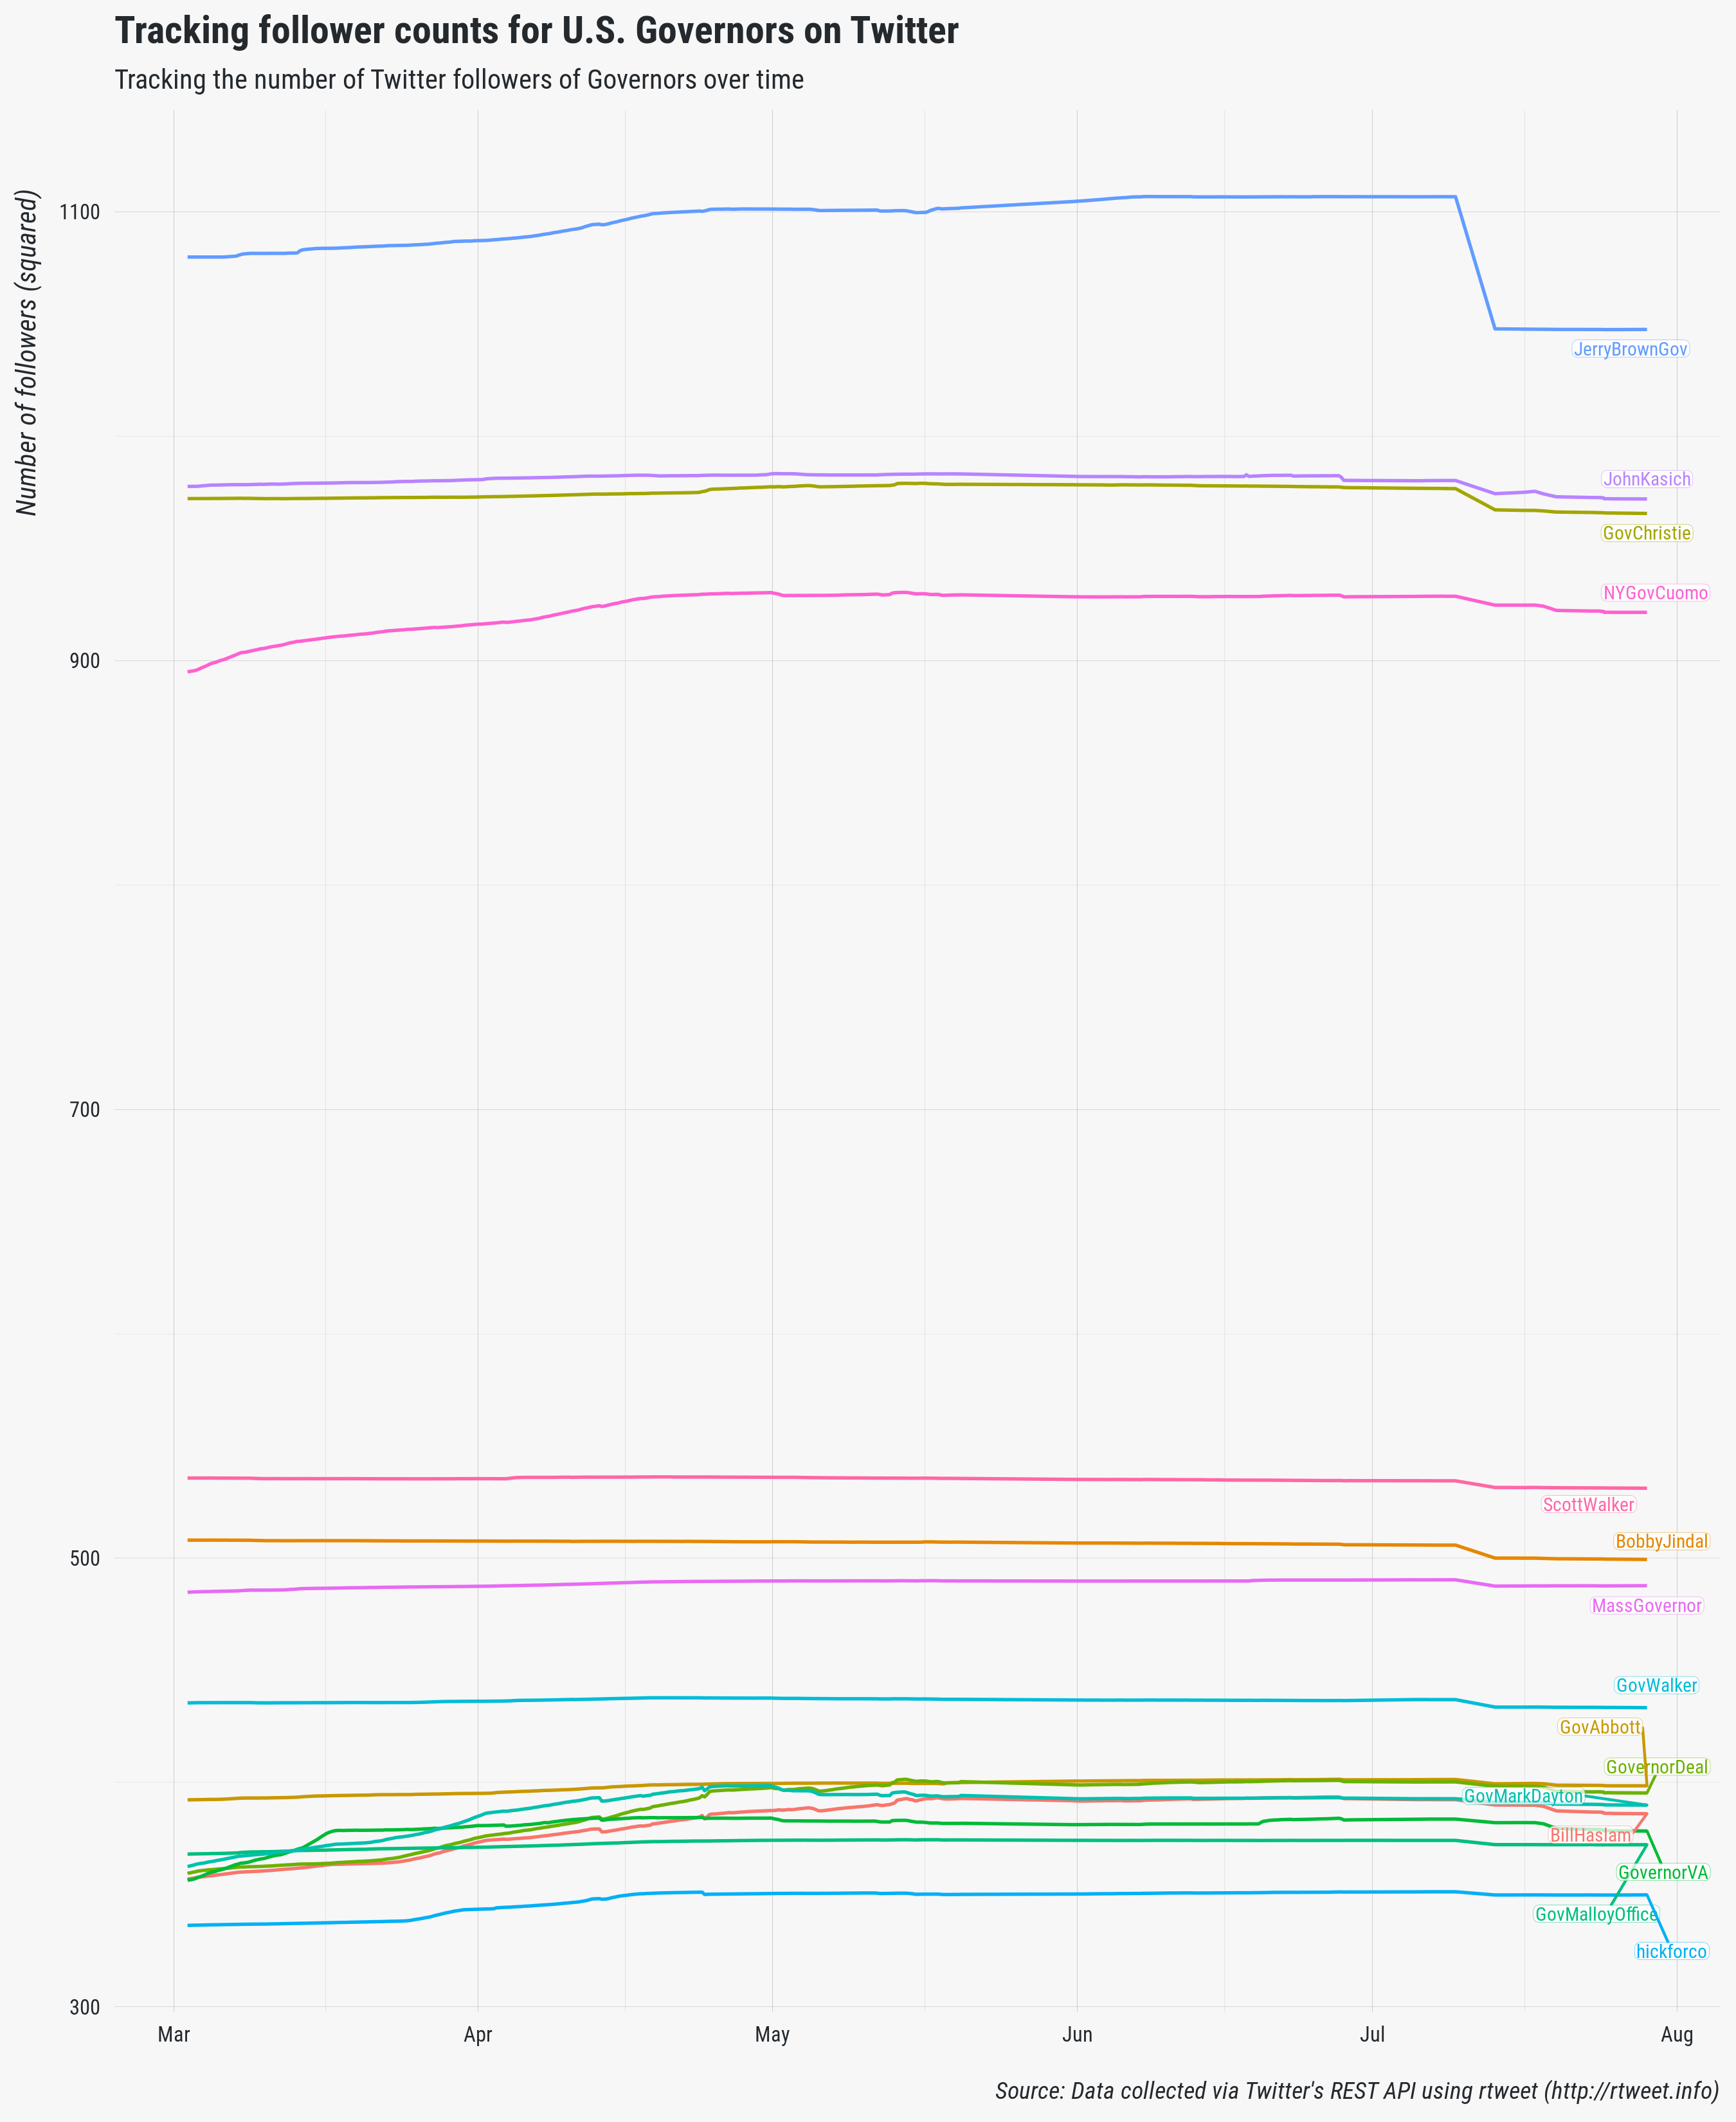 Tracking follower counts for U.S. Governors on Twitter
Tracking the number of Twitter followers of Governors over time
Number of followers (squared)
1100
900
700
500
300
JerryBrownGov
JohnKasich
GovChristie
NYGovCuomo
ScottWalker
BobbyJindal
MassGovernor
GovWalker
GovAbbott
GovernorDeal
GovMarkDayton
BillHaslam
GovernorVA
GovMalloyOffice
hickforco
Mar Apr May Jun Jul Aug
Source: Data collected via Twitter's REST API using rtweet (http://rtweet.info)